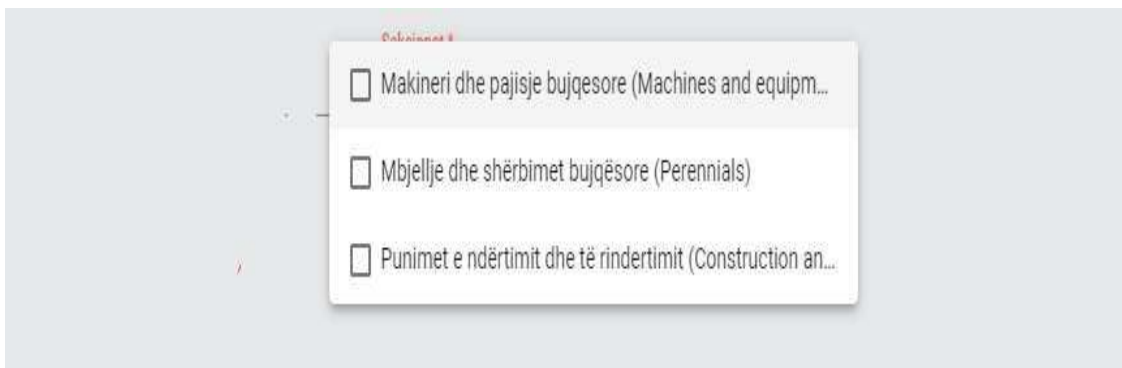 Makineri dhe pajisje bujqesore (Machines and equipm...
Mbjellje dhe shërbimet bujqësore (Perennials)
Punimet e ndërtimit dhe të rindertimit (Construction an...